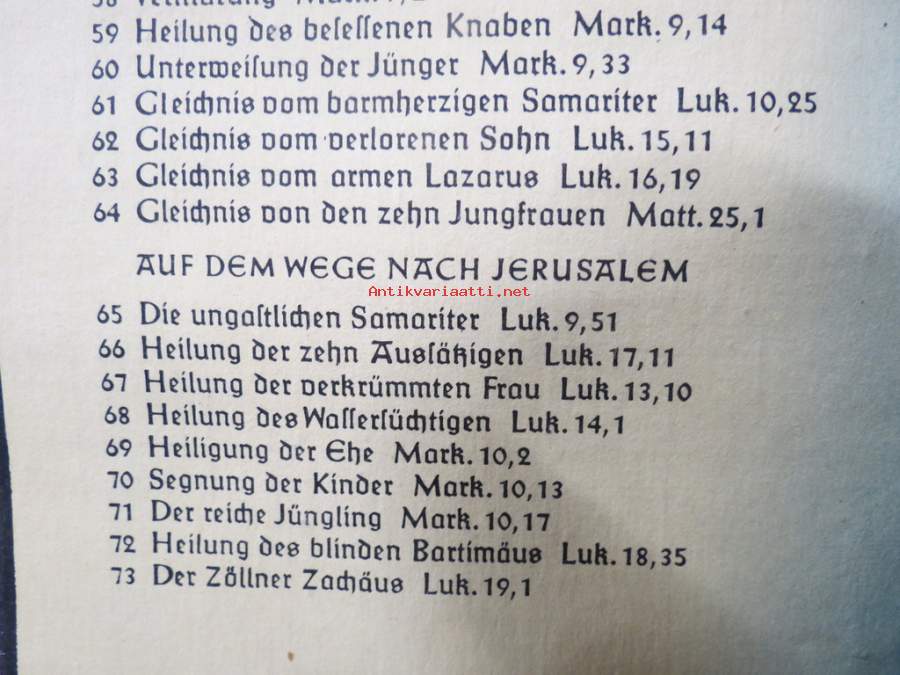 59 Heilung des beſeſſenen Knaben Mark. 9,14
60 Unterweiſung der Jünger Mark. 9,33
61 Gleichnis vom barmherzigen Samariter Luk. 10,25
62 Gleichnis vom verlorenen Sohn Luk. 15,11
63 Gleichnis vom armen Lazarus Luk. 16,19
64 Gleichnis von den zehn Jungfrauen Matt. 25,1
AUF DEM WEGE NACH JERUSALEM
Antikvariaatti.net
65 Die ungaſtlichen Samariter Luk. 9,51
66 Heilung der zehn Ausſätzigen Luk. 17,11
67 Heilung der verkrümmten Frau Luk. 13,10
68 Heilung des Waſſerſüchtigen Luk. 14,1
69 Heiligung der Ehe Mark. 10,2
70 Segnung der Kinder Mark. 10,13
71 Der reiche Jüngling Mark. 10,17
72 Heilung des blinden Bartimäus Luk. 18,35
73 Der Zöllner Zachäus Luk. 19,1